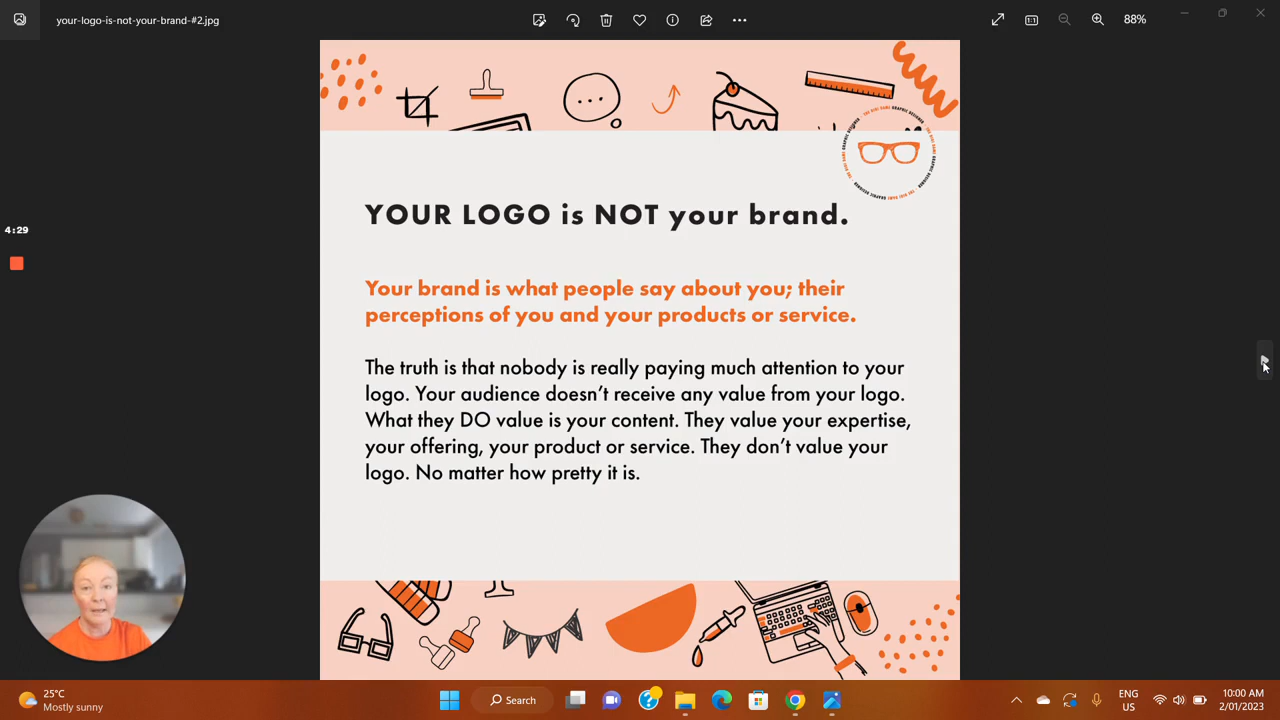 your-logo-is-not-your-brand-#2.jpg
88%
THE GIRL NAME GRAPHIC DESIGNER
YOUR LOGO is NOT your brand.
4:29
Your brand is what people say about you; their
perceptions of you and your products or service.
The truth is that nobody is really paying much attention to your
logo. Your audience doesn't receive any value from your logo.
What they DO value is your content. They value your expertise,
your offering, your product or service. They don't value your
logo. No matter how pretty it is.
25°C
Mostly sunny
Search
ENG
US
10:00 AM
2/01/2023